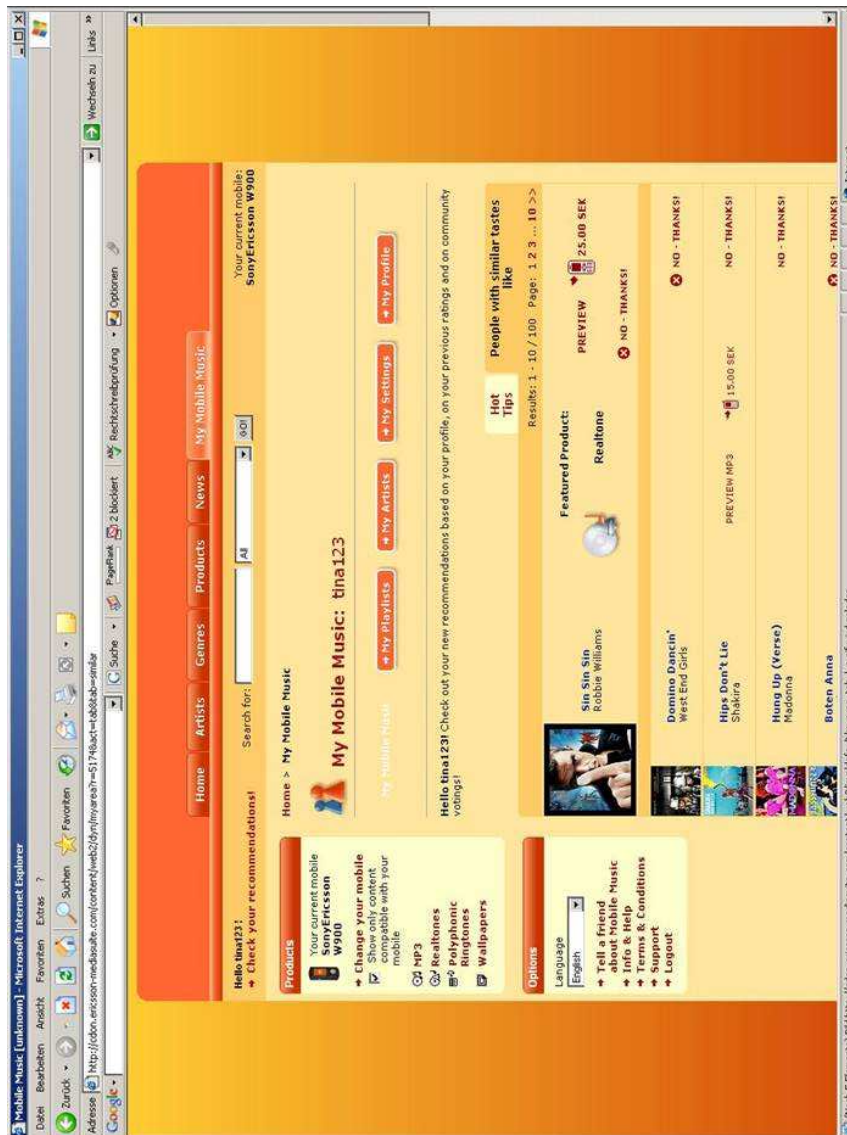 Mobile Music [unknown] - Microsoft Internet Explorer
Datei Bearbeiten Ansicht Favoriten Extras ?
Zurück Suchen Favoriten
Adresse http://cdon.ericsson-mediasuite.com/content/web2/dyn/myarea?r=5174&act=tab&tab=similar Wechseln zu Links »
Google Suche PageRank 2 blockiert ABC Rechtschreibprüfung Optionen
Home Artists Genres Products News My Mobile Music
Hello tina123!
Check your recommendations!
Search for: All GO!
Your current mobile:
SonyEricsson W900
Products
Your current mobile
SonyEricsson
W900
Change your mobile
Show only content
compatible with your
mobile
MP3
Realtones
Polyphonic
Ringtones
Wallpapers
Options
Language
English
Tell a friend
about Mobile Music
Info & Help
Terms & Conditions
Support
Logout
Home > My Mobile Music
My Mobile Music: tina123
My Mobile Music My Playlists My Artists My Settings My Profile
Hello tina123! Check out your new recommendations based on your profile, on your previous ratings and on community
votings!
Hot
Tips
People with similar tastes
like
Results: 1 - 10 / 100 Page: 1 2 3 ... 10 >>
Sin Sin Sin
Robbie Williams
Featured Product:
Realtone
PREVIEW 25.00 SEK
NO - THANKS!
Domino Dancin'
West End Girls
NO - THANKS!
Hips Don't Lie
Shakira
PREVIEW MP3 15.00 SEK
NO - THANKS!
Hung Up (Verse)
Madonna
NO - THANKS!
Boten Anna
NO - THANKS!